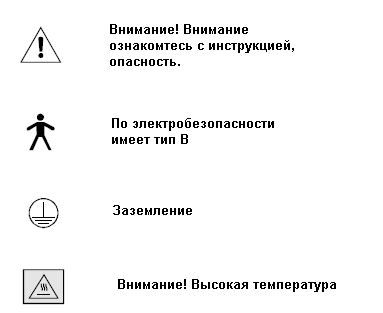 Внимание! Внимание
ознакомтесь с инструкцией,
опасность.
По электробезопасности
имеет тип В
Заземление
Внимание! Высокая температура